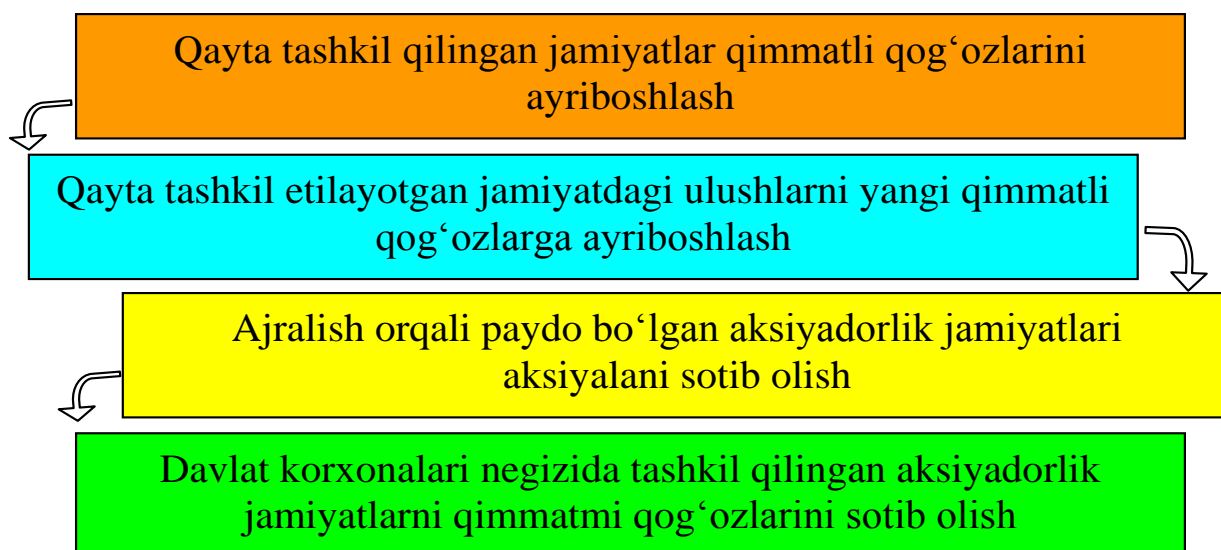 Qayta tashkil qilingan jamiyatlar qimmatli qog‘ozlarini
ayriboshlash
Qayta tashkil etilayotgan jamiyatdagi ulushlarni yangi qimmatli
qog‘ozlarga ayriboshlash
Ajralish orqali paydo bo‘lgan aksiyadorlik jamiyatlari
aksiyalani sotib olish
Davlat korxonalari negizida tashkil qilingan aksiyadorlik
jamiyatlarni qimmatmi qog‘ozlarini sotib olish